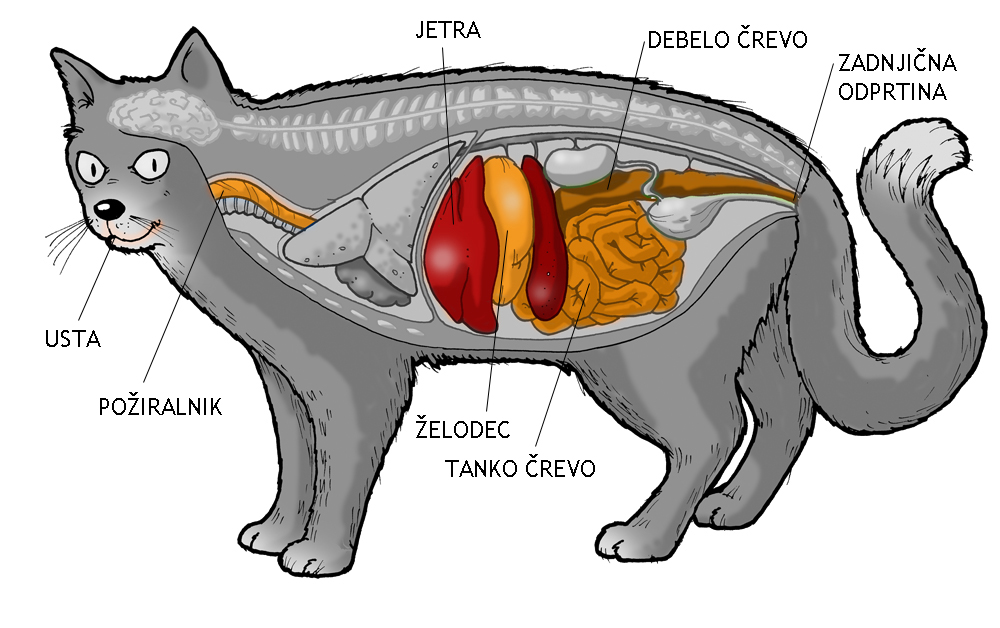 JETRA
DEBELO ČREVO
ZADNJIČNA
ODPRTINA
USTA
POŽIRALNIK
ŽELODEC
TANKO ČREVO